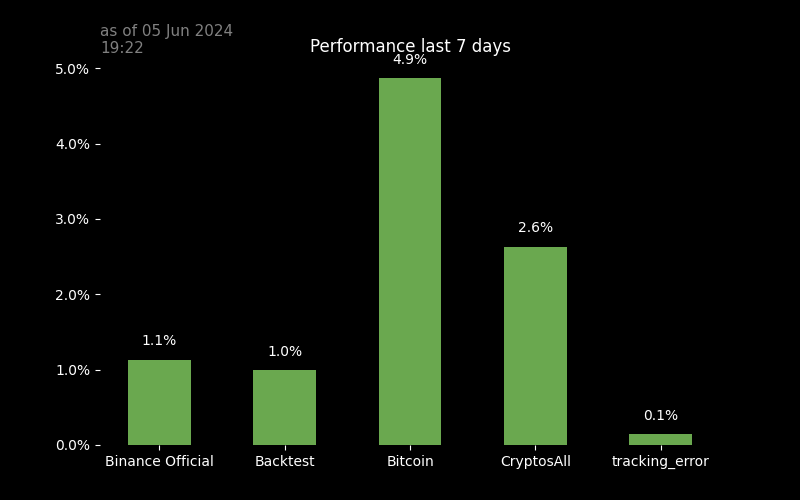 as of 05 Jun 2024
19:22
Performance last 7 days
5.0%
4.0%
3.0%
2.0%
1.0%
0.0%
1.1%
1.0%
4.9%
2.6%
0.1%
Binance Official
Backtest
Bitcoin
CryptosAll
tracking_error